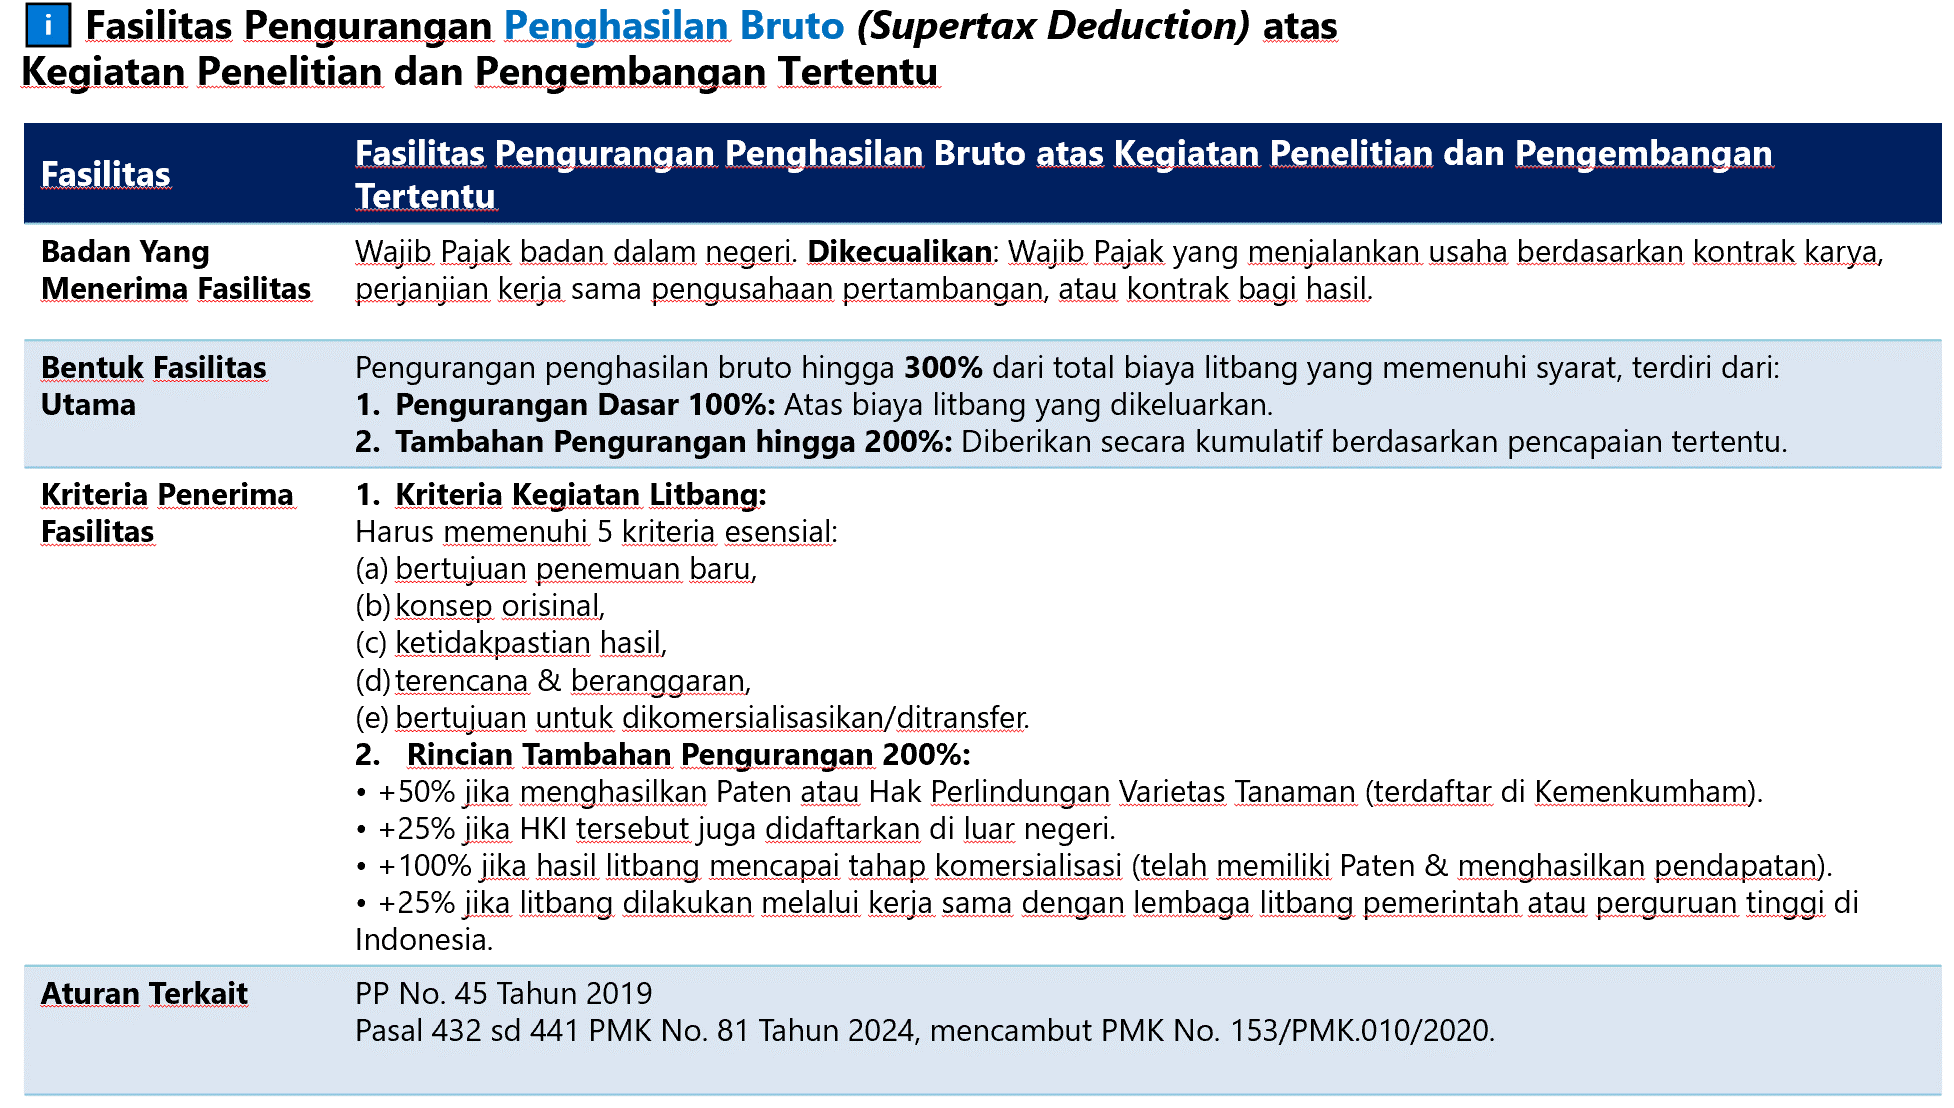 i Fasilitas Pengurangan Penghasilan Bruto (Supertax Deduction) atas
Kegiatan Penelitian dan Pengembangan Tertentu
Fasilitas
Fasilitas Pengurangan Penghasilan Bruto atas Kegiatan Penelitian dan Pengembangan
Tertentu
Badan Yang
Menerima Fasilitas
Wajib Pajak badan dalam negeri. Dikecualikan: Wajib Pajak yang menjalankan usaha berdasarkan kontrak karya,
perjanjian kerja sama pengusahaan pertambangan, atau kontrak bagi hasil.
Bentuk Fasilitas
Utama
Pengurangan penghasilan bruto hingga 300% dari total biaya litbang yang memenuhi syarat, terdiri dari:
1. Pengurangan Dasar 100%: Atas biaya litbang yang dikeluarkan.
2. Tambahan Pengurangan hingga 200%: Diberikan secara kumulatif berdasarkan pencapaian tertentu.
Kriteria Penerima
Fasilitas
1. Kriteria Kegiatan Litbang:
Harus memenuhi 5 kriteria esensial:
(a) bertujuan penemuan baru,
(b) konsep orisinal,
(c) ketidakpastian hasil,
(d) terencana & beranggaran,
(e) bertujuan untuk dikomersialisasikan/ditransfer.
2. Rincian Tambahan Pengurangan 200%:
• +50% jika menghasilkan Paten atau Hak Perlindungan Varietas Tanaman (terdaftar di Kemenkumham).
• +25% jika HKI tersebut juga didaftarkan di luar negeri.
• +100% jika hasil litbang mencapai tahap komersialisasi (telah memiliki Paten & menghasilkan pendapatan).
• +25% jika litbang dilakukan melalui kerja sama dengan lembaga litbang pemerintah atau perguruan tinggi di
Indonesia.
Aturan Terkait
PP No. 45 Tahun 2019
Pasal 432 sd 441 PMK No. 81 Tahun 2024, mencambut PMK No. 153/PMK.010/2020.